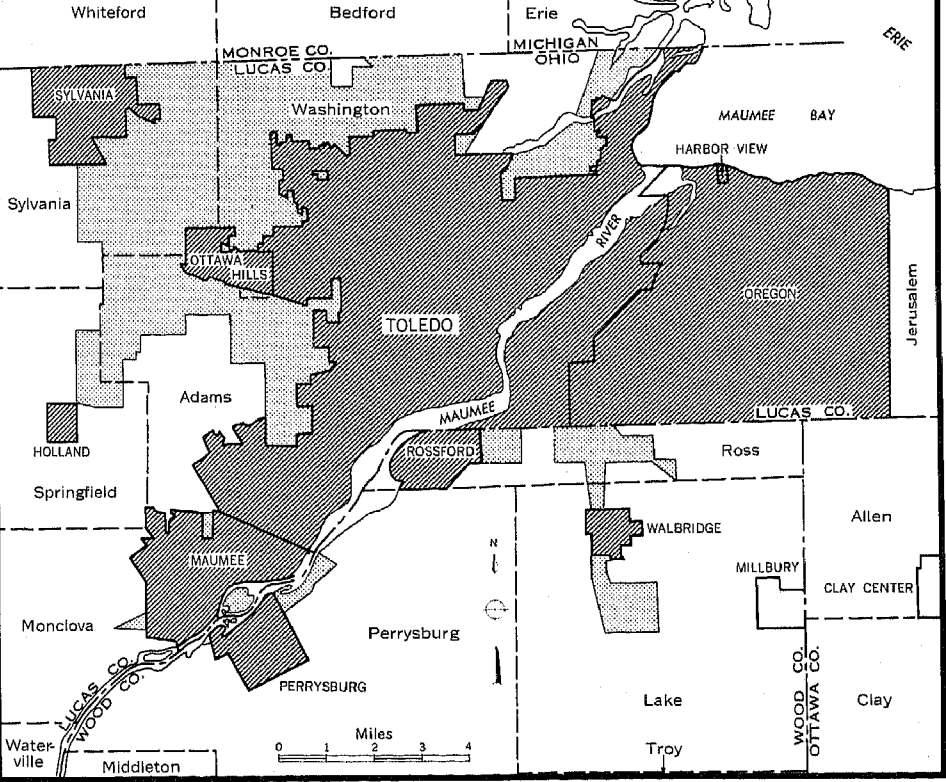 Whiteford
Bedford
Erie
ERIE
MONROE CO.
LUCAS CO.
MICHIGAN
OHIO
SYLVANIA
Washington
MAUMEE BAY
HARBOR VIEW
Sylvania
RIVER
OTTAWA
HILLS
OREGON
Jerusalem
TOLEDO
Adams
MAUMEE
LUCAS CO.
HOLLAND
ROSSFORD
Ross
Springfield
Allen
WALBRIDGE
N
MAUMEE
MILLBURY
CLAY CENTER
Monclova
Perrysburg
PERRYSBURG
LUCAS CO.
WOOD CO.
WOOD CO.
OTTAWA CO.
Lake
Clay
Water-
ville
Middleton
Miles
0 1 2 3 4
Troy